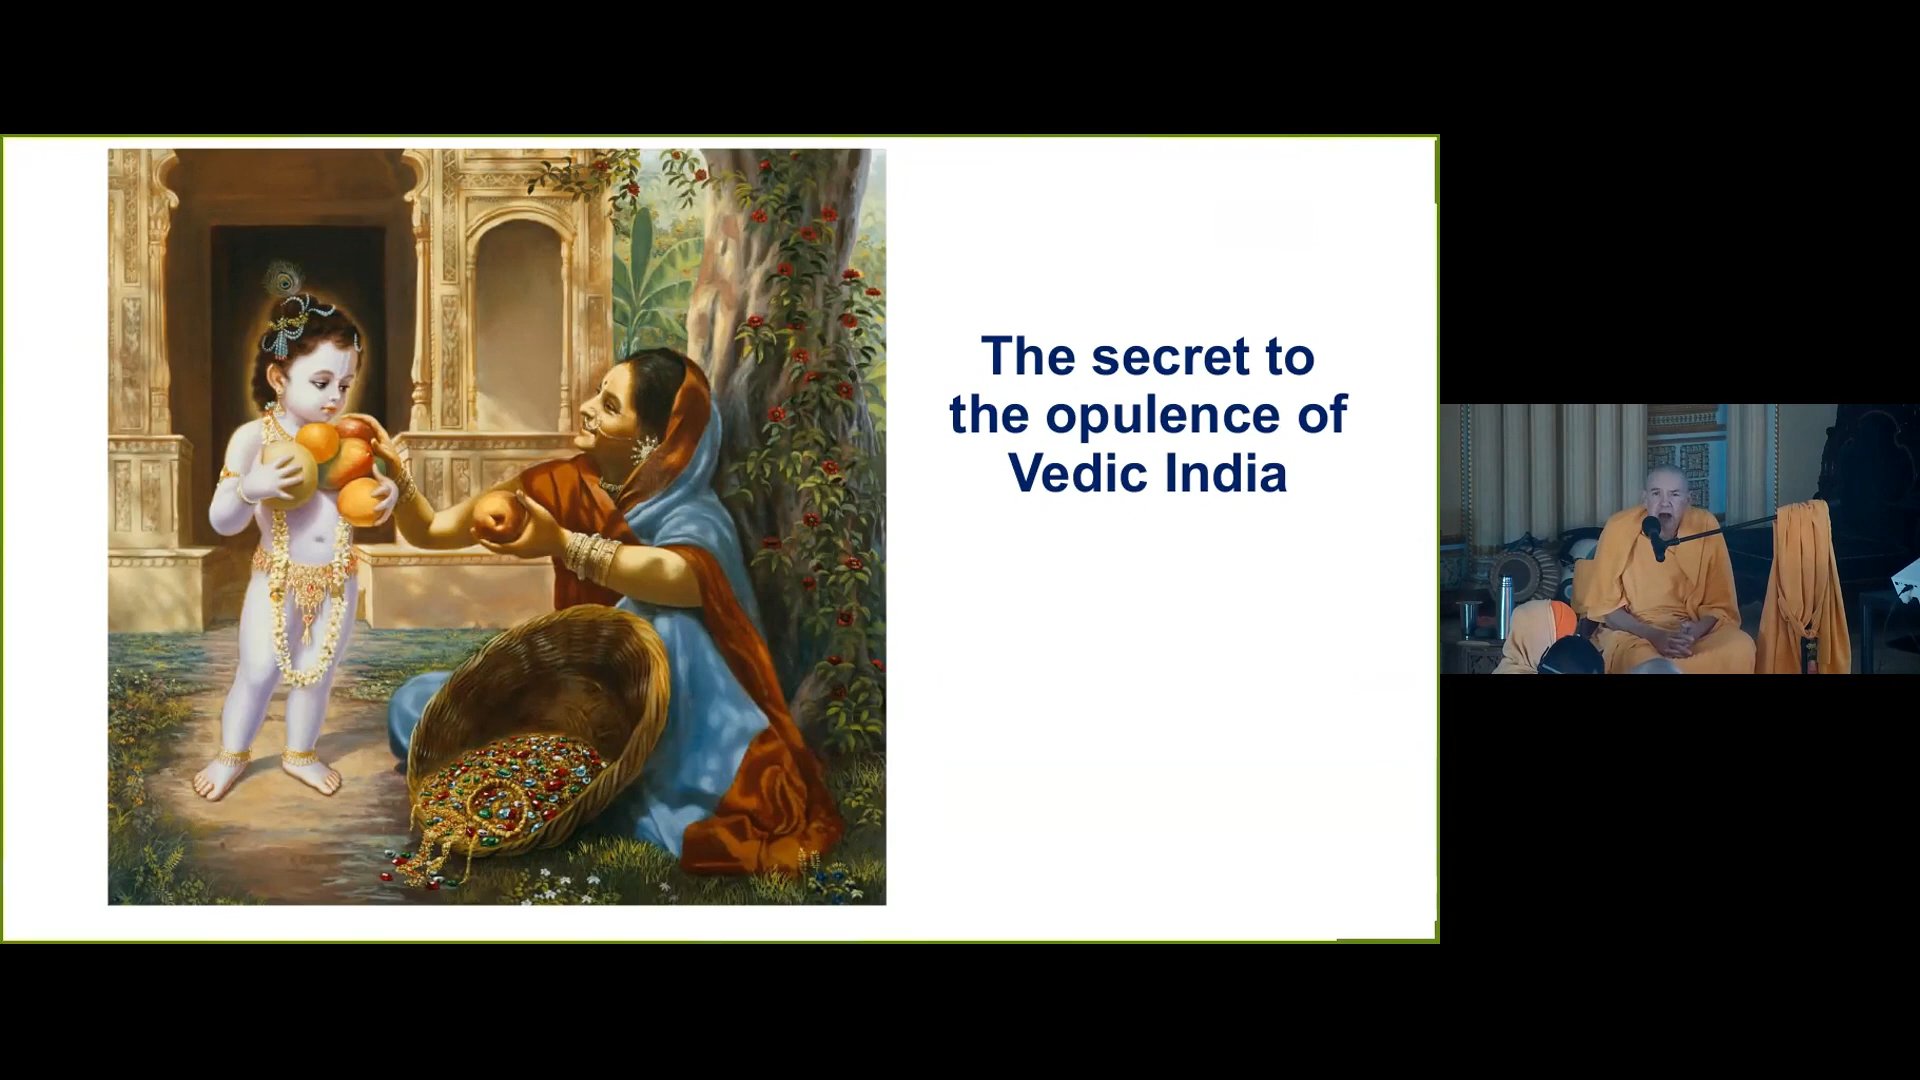 The secret to
the opulence of
Vedic India